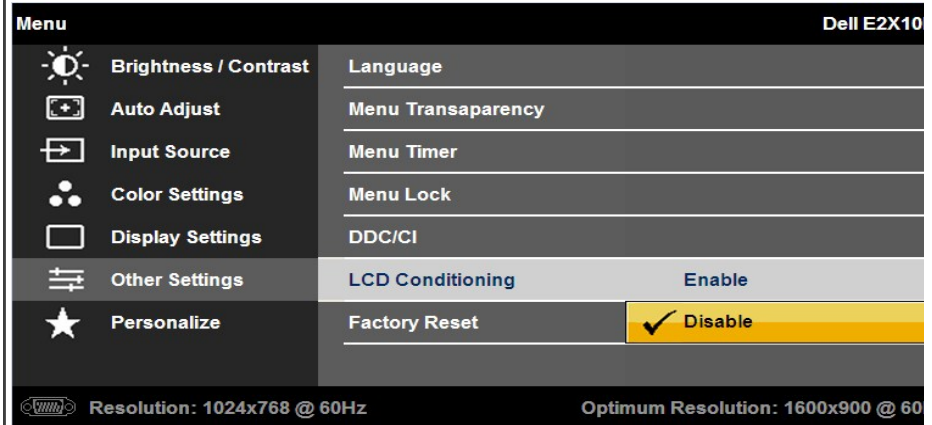 Menu Dell E2X10
Brightness / Contrast Language
Auto Adjust Menu Transaparency
Input Source Menu Timer
Color Settings Menu Lock
Display Settings DDC/CI
Other Settings LCD Conditioning Enable
Personalize Factory Reset Disable
Resolution: 1024x768 @ 60Hz Optimum Resolution: 1600x900 @ 60